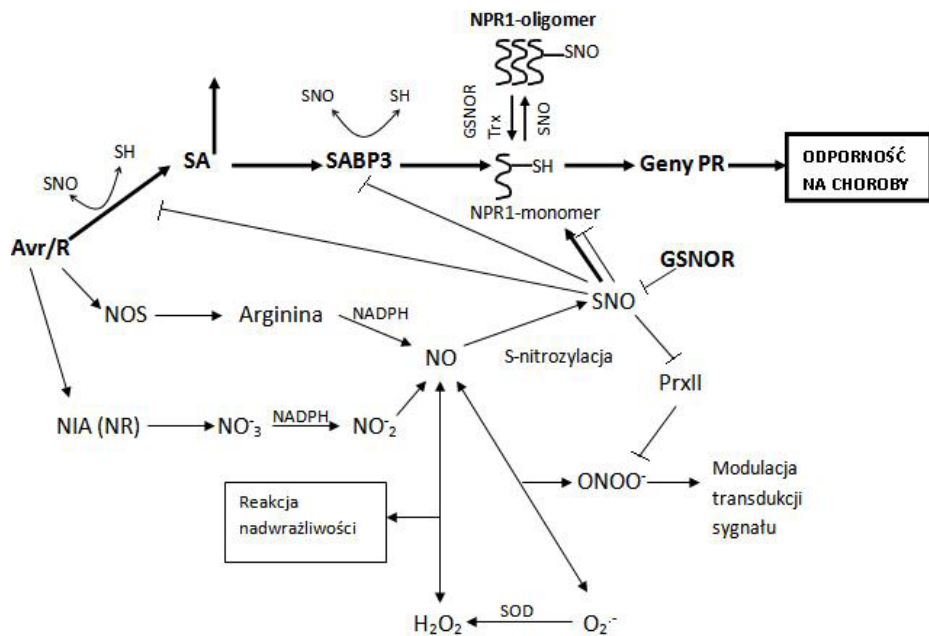 NPR1-oligomer
SNO
GSNOR
Trx
SNO
SNO
SH
SNO
SH
SA
SABP3
SH
Geny PR
ODPORNOŚĆ
NA CHOROBY
NPR1-monomer
Avr/R
GSNOR
SNO
NOS
Arginina
NADPH
NO
S-nitrozylacja
PrxII
NIA (NR)
NO⁻₃
NADPH
NO⁻₂
ONOO⁻
Modulacja
transdukcji
sygnału
Reakcja
nadwrażliwości
H₂O₂
SOD
O₂·⁻